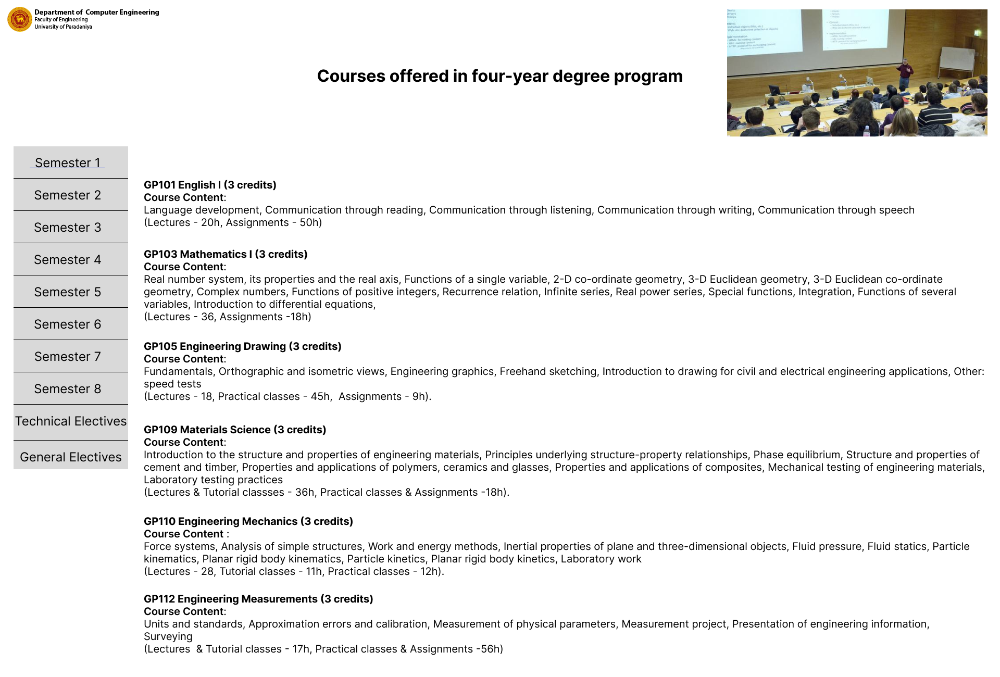 Department of  Computer Engineering
Faculty of Engineering
University of Peradeniya
Courses offered in four-year degree program
HTML: formatting content
URL: naming content
HTTP: protocol for exchanging content
Semester 1
Semester 2
Semester 3
Semester 4
Semester 5
Semester 6
Semester 7
Semester 8
Technical Electives
General Electives
GP101 English I (3 credits)
Course Content:
Language development, Communication through reading, Communication through listening, Communication through writing, Communication through speech
(Lectures - 20h, Assignments - 50h)
GP103 Mathematics I (3 credits)
Course Content:
Real number system, its properties and the real axis, Functions of a single variable, 2-D co-ordinate geometry, 3-D Euclidean geometry, 3-D Euclidean co-ordinate
geometry, Complex numbers, Functions of positive integers, Recurrence relation, Infinite series, Real power series, Special functions, Integration, Functions of several
variables, Introduction to differential equations,
(Lectures - 36, Assignments -18h)
GP105 Engineering Drawing (3 credits)
Course Content:
Fundamentals, Orthographic and isometric views, Engineering graphics, Freehand sketching, Introduction to drawing for civil and electrical engineering applications, Other:
speed tests
(Lectures - 18, Practical classes - 45h,  Assignments - 9h).
GP109 Materials Science (3 credits)
Course Content:
Introduction to the structure and properties of engineering materials, Principles underlying structure-property relationships, Phase equilibrium, Structure and properties of
cement and timber, Properties and applications of polymers, ceramics and glasses, Properties and applications of composites, Mechanical testing of engineering materials,
Laboratory testing practices
(Lectures & Tutorial classses - 36h, Practical classes & Assignments -18h).
GP110 Engineering Mechanics (3 credits)
Course Content :
Force systems, Analysis of simple structures, Work and energy methods, Inertial properties of plane and three-dimensional objects, Fluid pressure, Fluid statics, Particle
kinematics, Planar rigid body kinematics, Particle kinetics, Planar rigid body kinetics, Laboratory work
(Lectures - 28, Tutorial classes - 11h, Practical classes - 12h).
GP112 Engineering Measurements (3 credits)
Course Content:
Units and standards, Approximation errors and calibration, Measurement of physical parameters, Measurement project, Presentation of engineering information,
Surveying
(Lectures  & Tutorial classes - 17h, Practical classes & Assignments -56h)